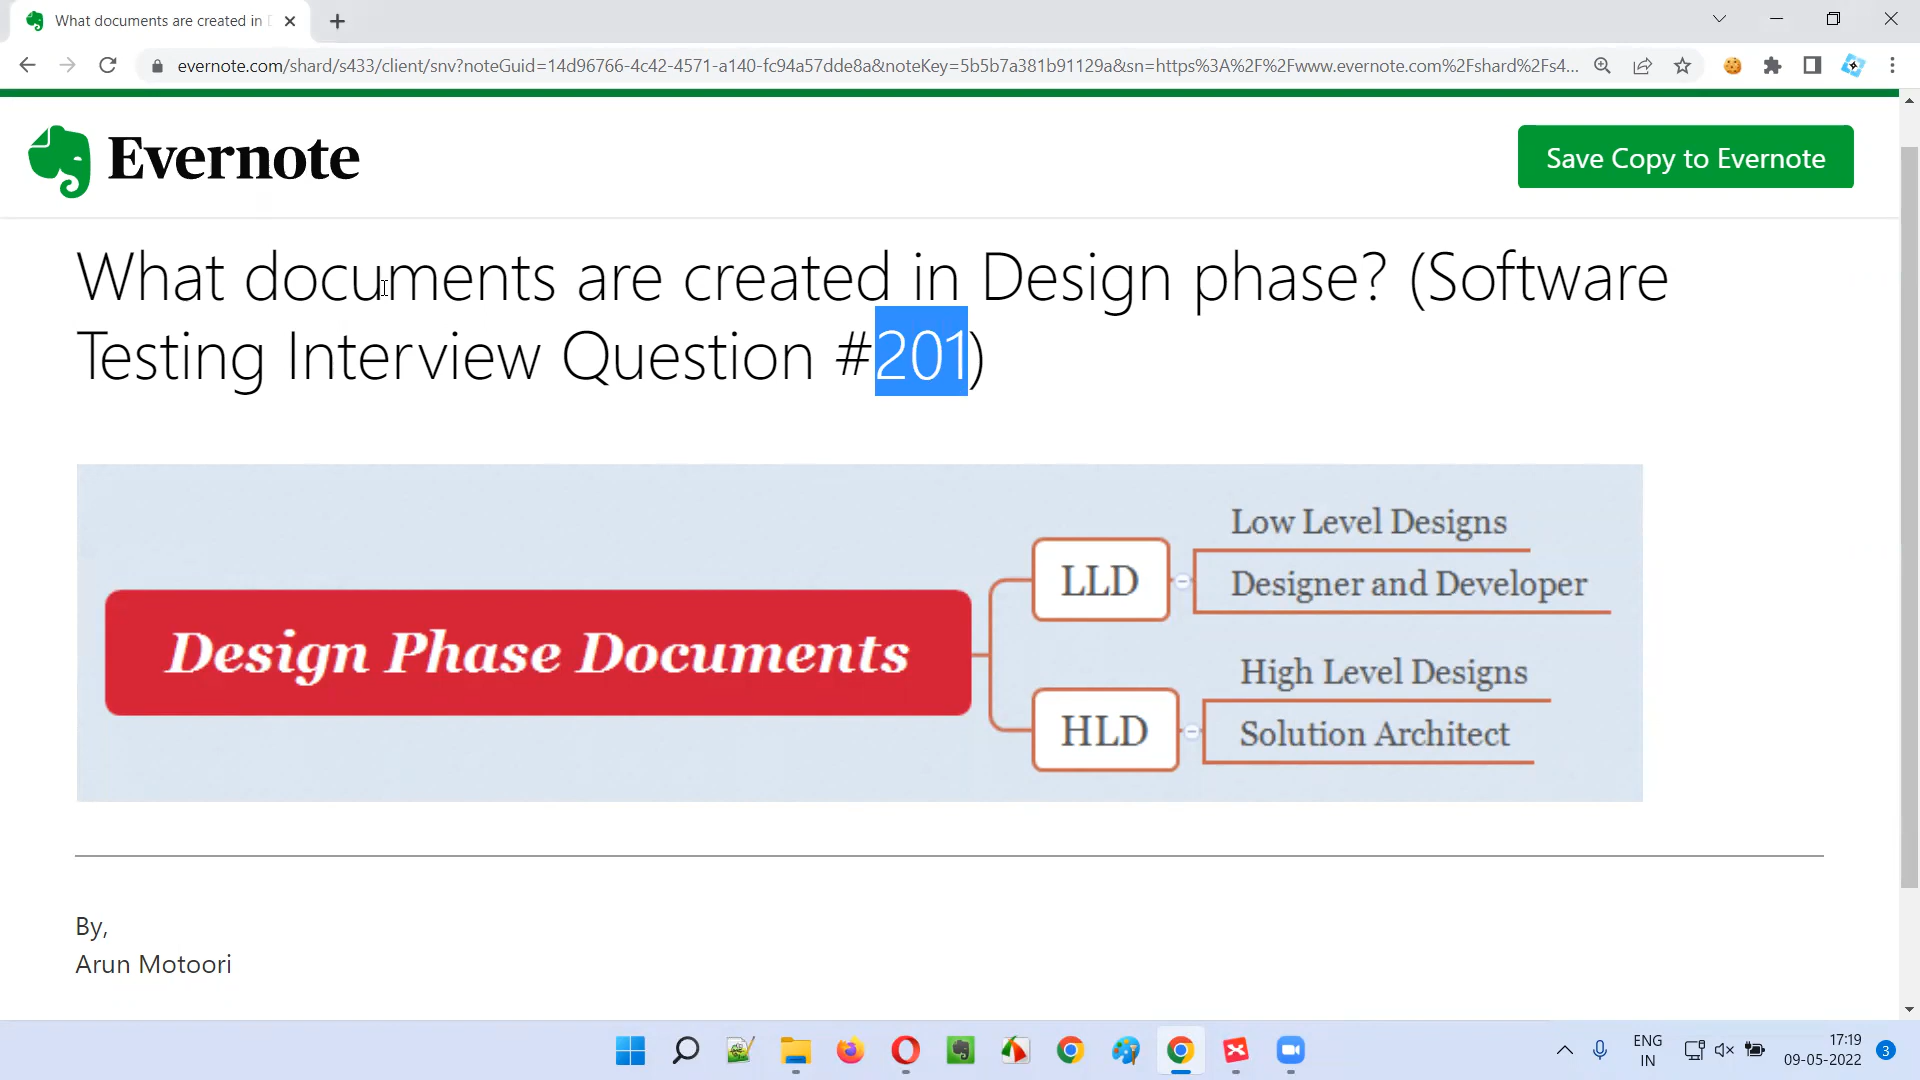 What documents are created in D
evernote.com/shard/s433/client/snv?noteGuid=14d96766-4c42-4571-a140-fc94a57dde8a&noteKey=5b5b7a381b91129a&sn=https%3A%2F%2Fwww.evernote.com%2Fshard%2Fs4...
Evernote
Save Copy to Evernote
What documents are created in Design phase? (Software
Testing Interview Question #201)
Low Level Designs
LLD
Designer and Developer
Design Phase Documents
High Level Designs
HLD
Solution Architect
By,
Arun Motoori
ENG
IN
17:19
09-05-2022
3